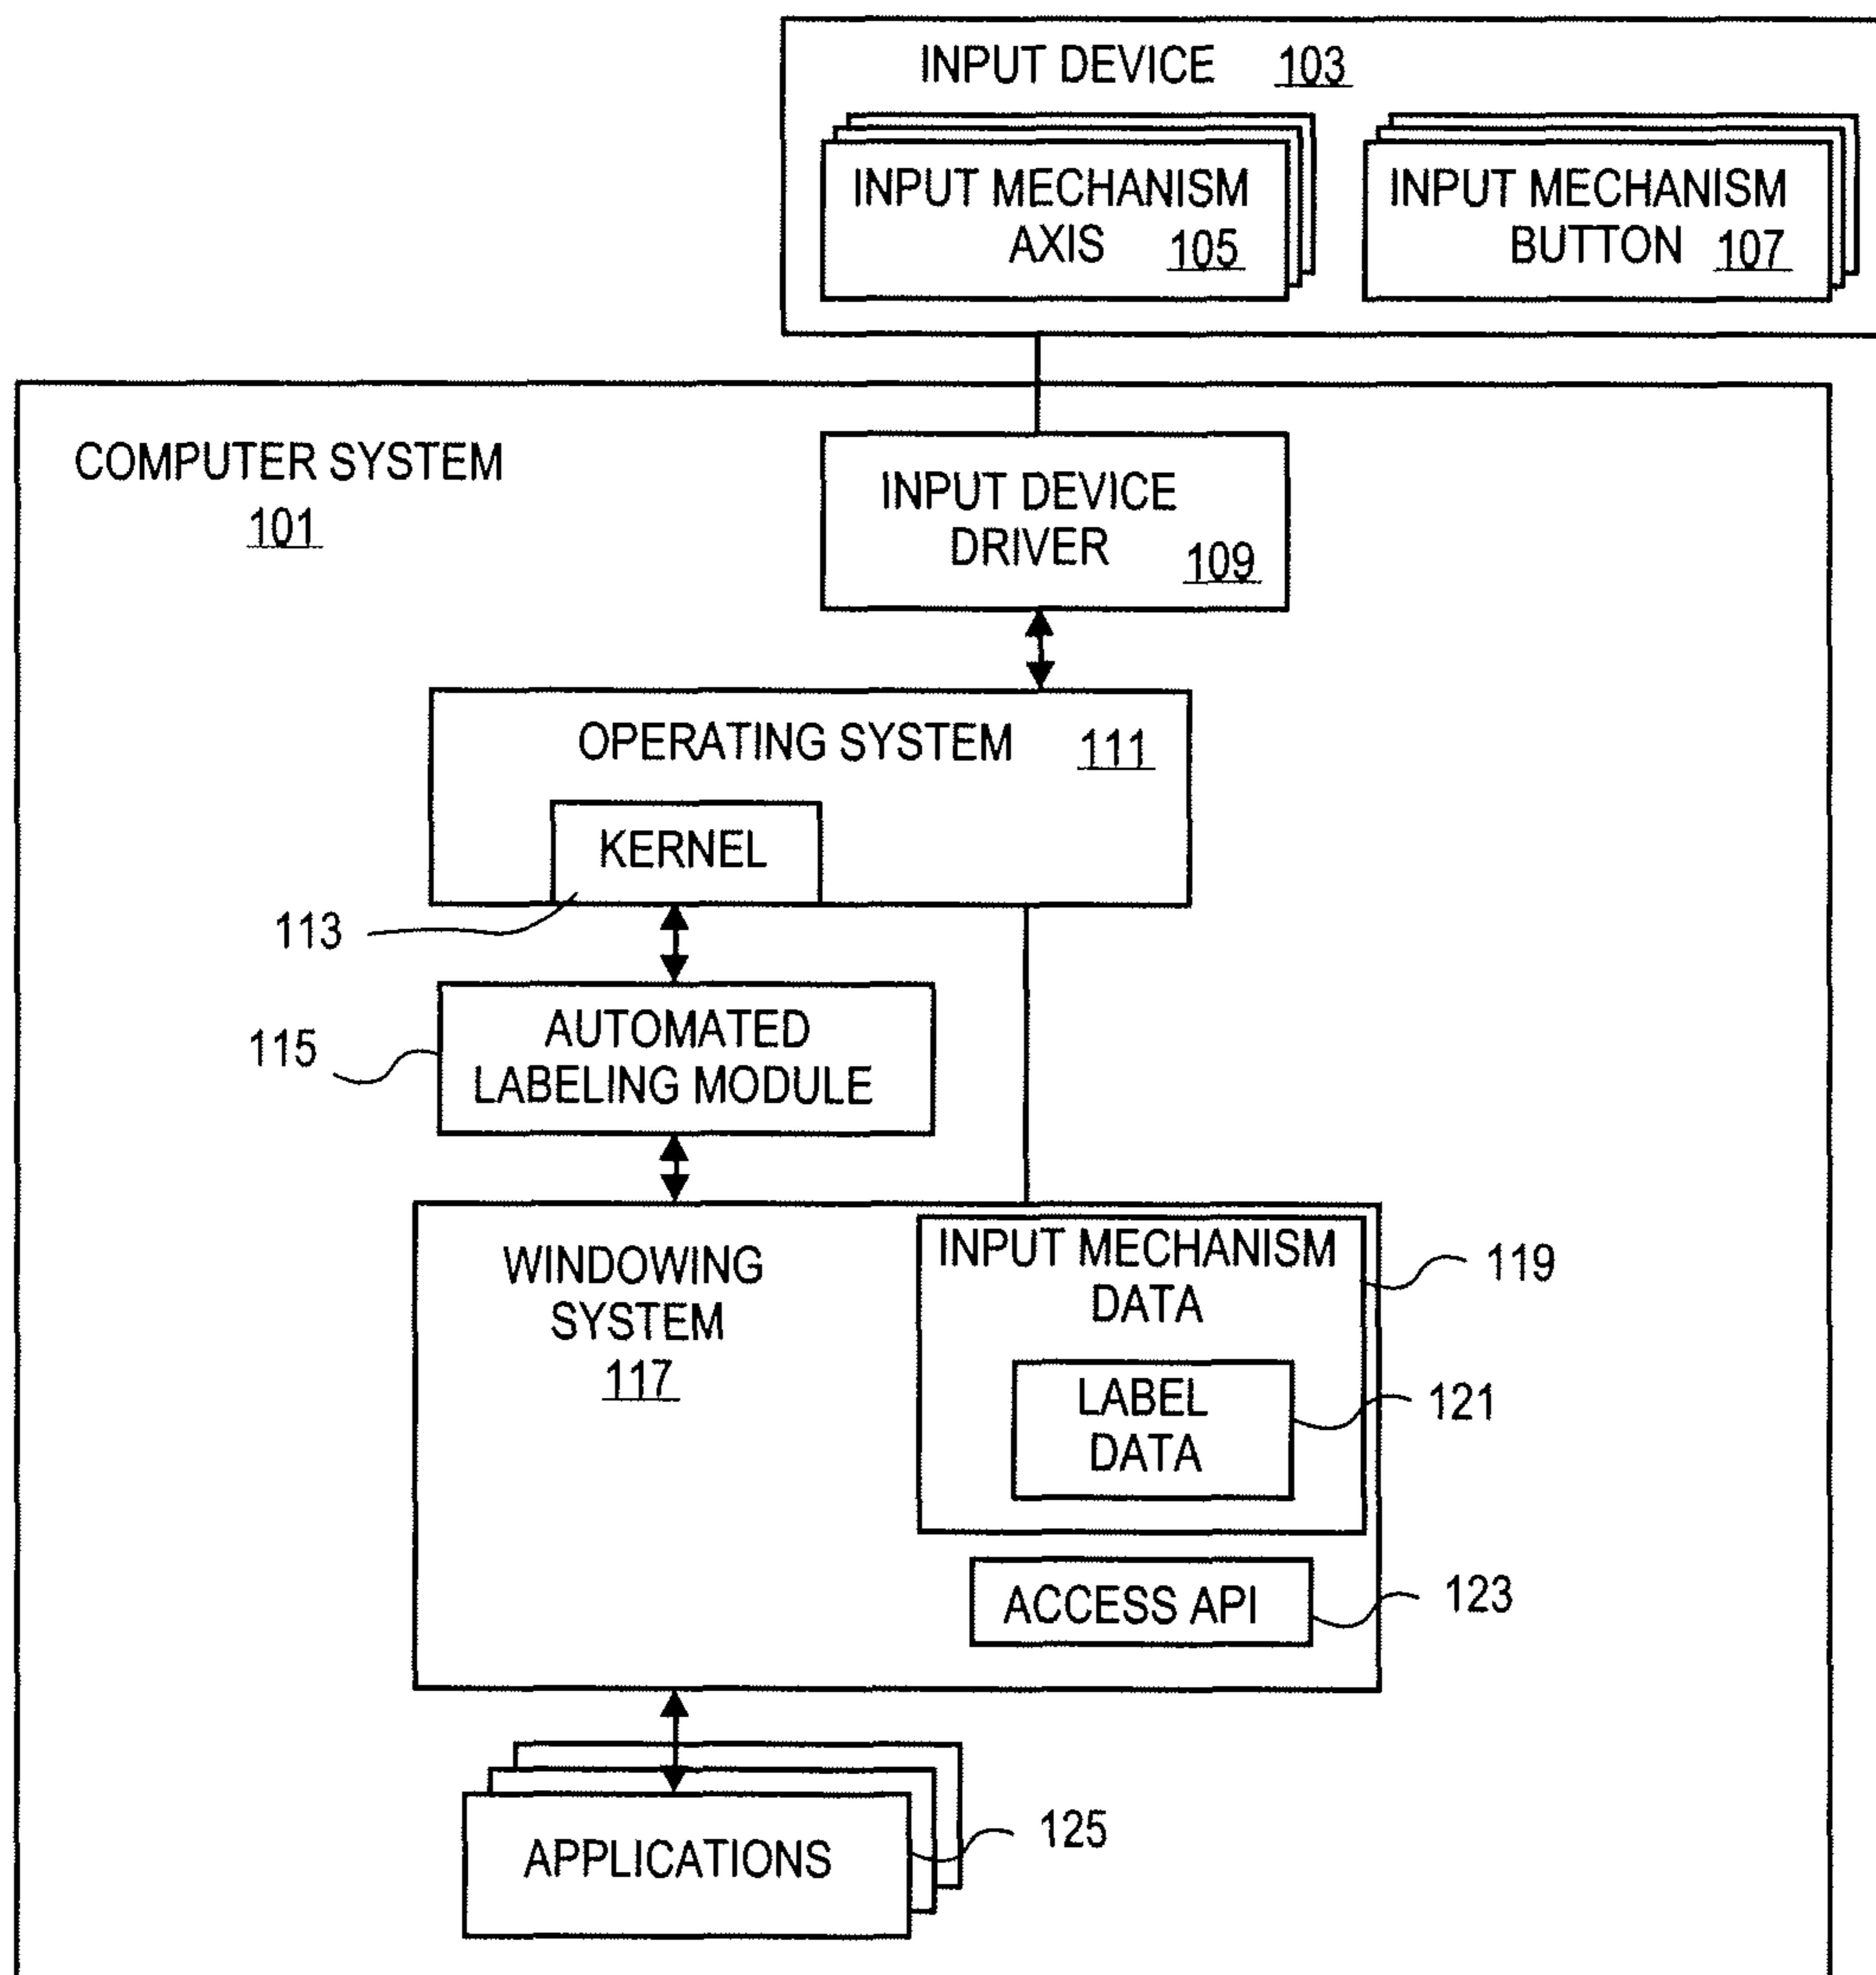 INPUT DEVICE 103
INPUT MECHANISM
AXIS 105
INPUT MECHANISM
BUTTON 107
COMPUTER SYSTEM
101
INPUT DEVICE
DRIVER 109
OPERATING SYSTEM 111
KERNEL
113
AUTOMATED
LABELING MODULE
115
WINDOWING
SYSTEM
117
INPUT MECHANISM
DATA
119
LABEL
DATA
121
ACCESS API
123
APPLICATIONS
125